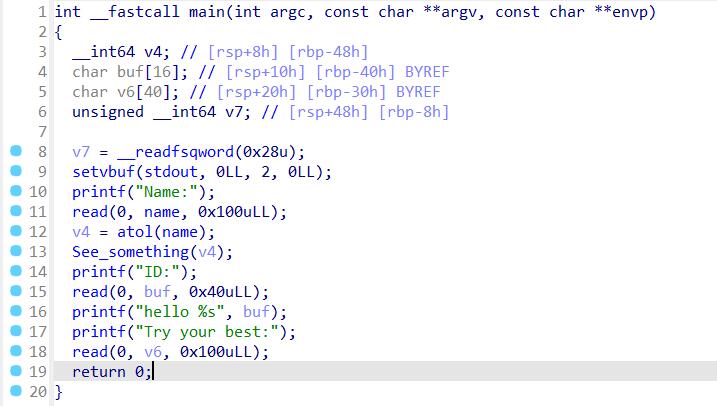 1 int __fastcall main(int argc, const char **argv, const char **envp)
2 {
3 __int64 v4; // [rsp+8h] [rbp-48h]
4 char buf[16]; // [rsp+10h] [rbp-40h] BYREF
5 char v6[40]; // [rsp+20h] [rbp-30h] BYREF
6 unsigned __int64 v7; // [rsp+48h] [rbp-8h]
7
8 v7 = __readfsqword(0x28u);
9 setvbuf(stdout, 0LL, 2, 0LL);
10 printf("Name:");
11 read(0, name, 0x100uLL);
12 v4 = atol(name);
13 See_something(v4);
14 printf("ID:");
15 read(0, buf, 0x40uLL);
16 printf("hello %s", buf);
17 printf("Try your best:");
18 read(0, v6, 0x100uLL);
19 return 0;
20 }